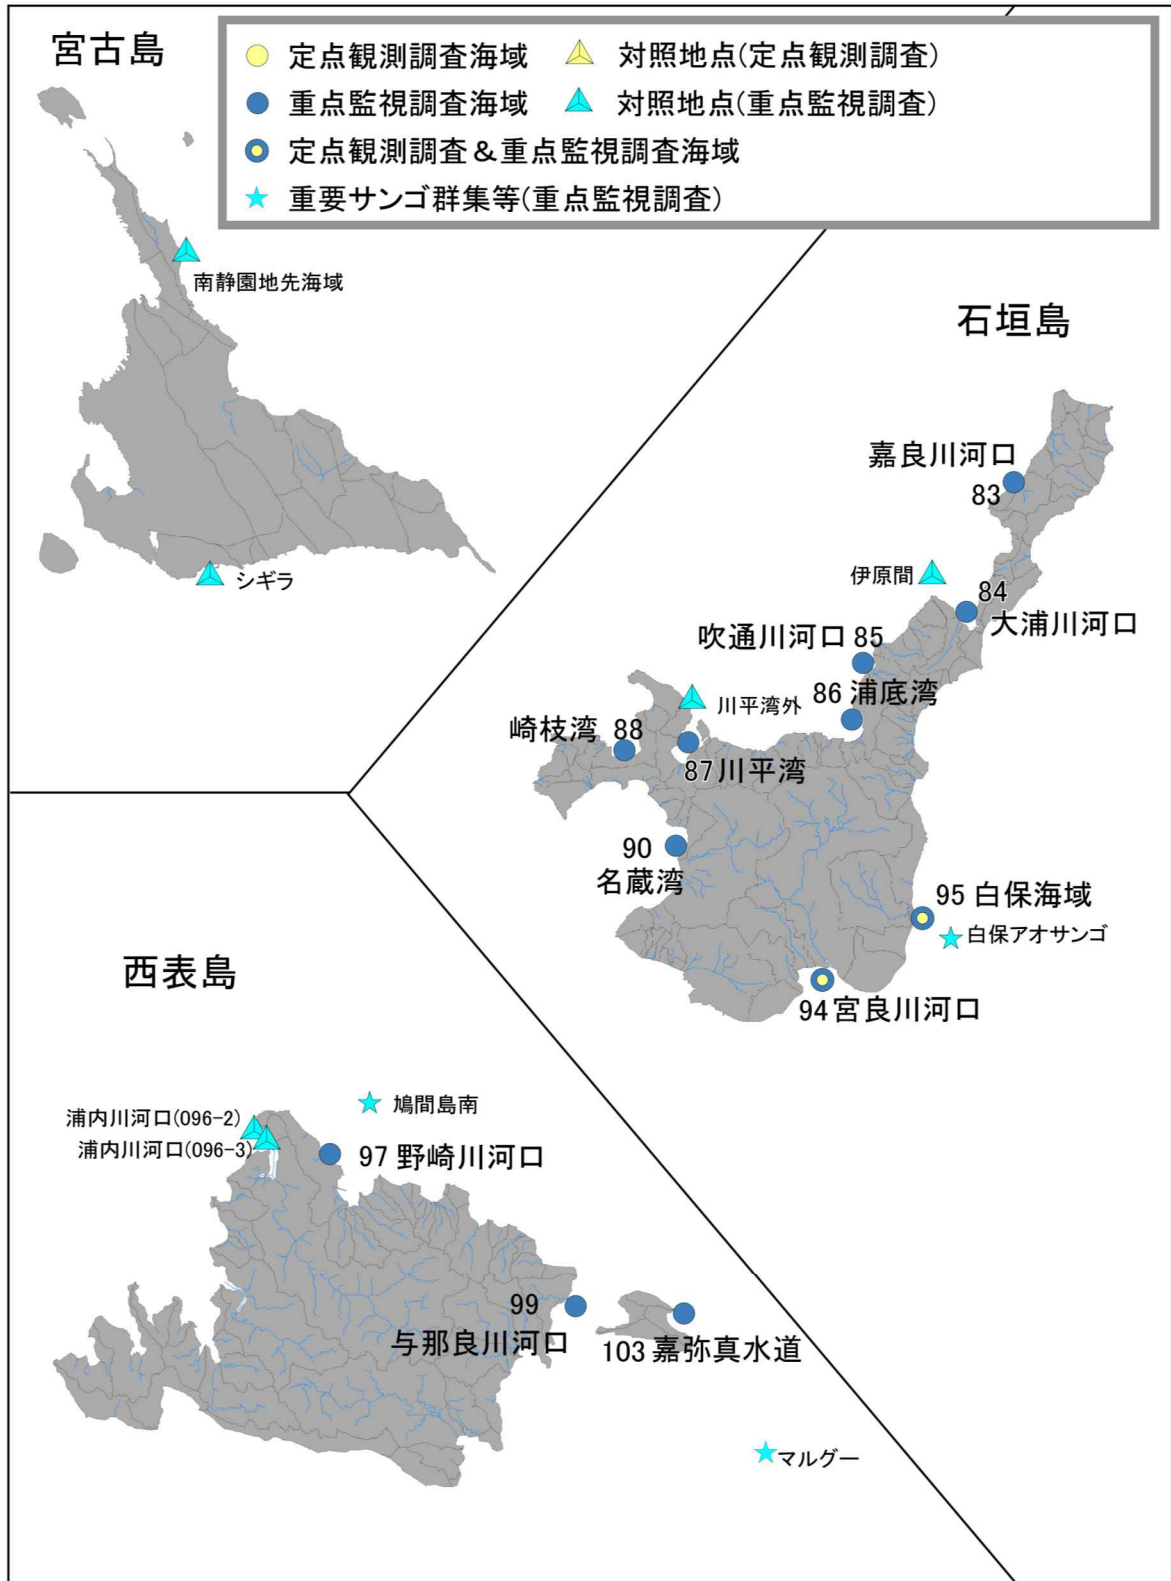 宮古島
定点観測調査海域
対照地点(定点観測調査)
重点監視調査海域
対照地点(重点監視調査)
定点観測調査＆重点監視調査海域
重要サンゴ群集等(重点監視調査)
南静園地先海域
シギラ
石垣島
嘉良川河口
83
伊原間
84
大浦川河口
吹通川河口 85
86 浦底湾
川平湾外
崎枝湾 88
87 川平湾
90
名蔵湾
95 白保海域
白保アオサンゴ
94 宮良川河口
西表島
鳩間島南
浦内川河口(096-2)
浦内川河口(096-3)
97 野崎川河口
99
与那良川河口
103 嘉弥真水道
マルグー